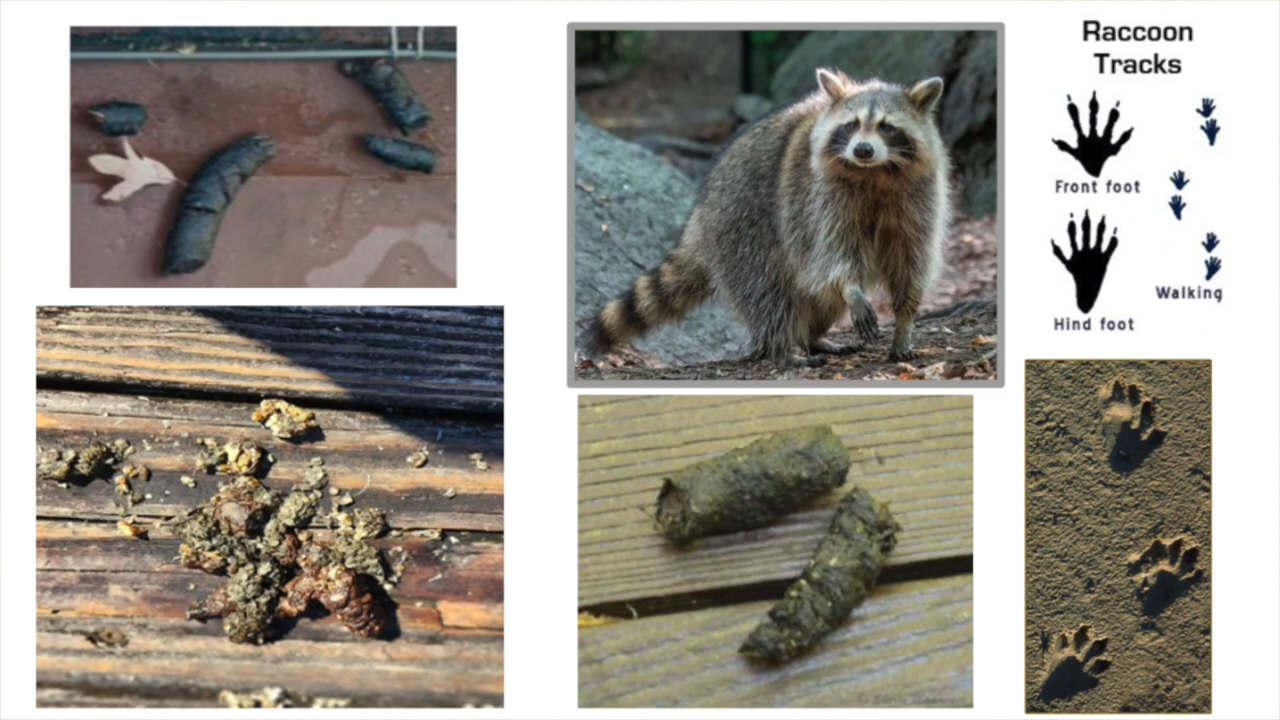 Raccoon
Tracks
Front foot
Hind foot
Walking